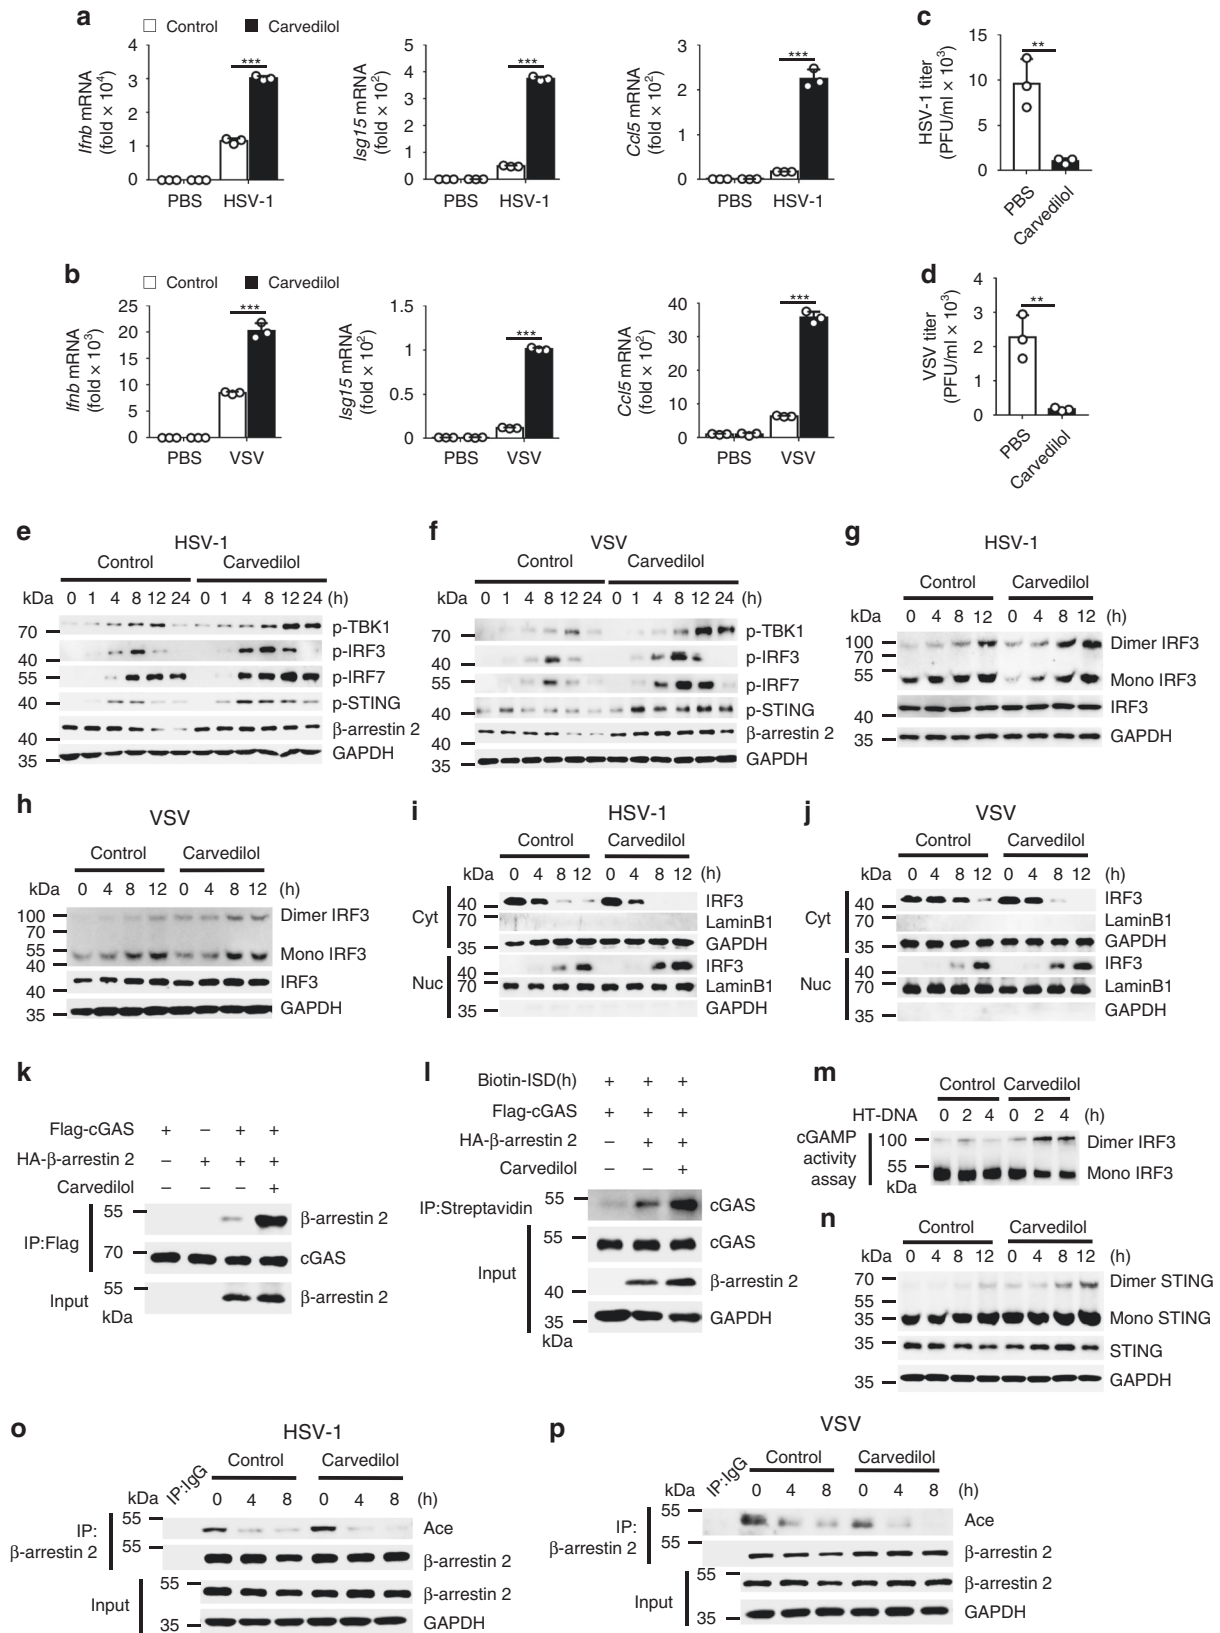 a
□ Control ■ Carvedilol
Ifnb mRNA
(fold × 10⁴)
4
3
2
1
0
***
PBS HSV-1
Isg15 mRNA
(fold × 10²)
5
4
3
2
1
0
***
PBS HSV-1
Ccl5 mRNA
(fold × 10²)
3
2
1
0
***
PBS HSV-1
c
HSV-1 titer
(PFU/ml × 10³)
15
10
5
0
**
PBS
Carvedilol
b
□ Control ■ Carvedilol
Ifnb mRNA
(fold × 10³)
25
20
15
10
5
0
***
PBS VSV
Isg15 mRNA
(fold × 10²)
1.5
1
0.5
0
***
PBS VSV
Ccl5 mRNA
(fold × 10²)
40
30
20
10
0
***
PBS VSV
d
VSV titer
(PFU/ml × 10³)
4
3
2
1
0
**
PBS
Carvedilol
e
HSV-1
Control Carvedilol
kDa 0 1 4 8 12 24 0 1 4 8 12 24 (h)
70 p-TBK1
40 p-IRF3
55 p-IRF7
40 p-STING
40 β-arrestin 2
35 GAPDH
f
VSV
Control Carvedilol
kDa 0 1 4 8 12 24 0 1 4 8 12 24 (h)
70 p-TBK1
40 p-IRF3
55 p-IRF7
40 p-STING
40 β-arrestin 2
35 GAPDH
g
HSV-1
Control Carvedilol
kDa 0 4 8 12 0 4 8 12 (h)
100 Dimer IRF3
70
55 Mono IRF3
40 IRF3
35 GAPDH
h
VSV
Control Carvedilol
kDa 0 4 8 12 0 4 8 12 (h)
100 Dimer IRF3
70
55 Mono IRF3
40
40 IRF3
35 GAPDH
i
HSV-1
Control Carvedilol
kDa 0 4 8 12 0 4 8 12 (h)
Cyt
40 IRF3
70 LaminB1
35 GAPDH
Nuc
40 IRF3
70 LaminB1
35 GAPDH
j
VSV
Control Carvedilol
kDa 0 4 8 12 0 4 8 12 (h)
Cyt
40 IRF3
70 LaminB1
35 GAPDH
Nuc
40 IRF3
70 LaminB1
35 GAPDH
k
Flag-cGAS + − + +
HA-β-arrestin 2 − + + +
Carvedilol − − − +
IP:Flag
55 β-arrestin 2
70 cGAS
Input
55 β-arrestin 2
kDa
l
Biotin-ISD(h) + + +
Flag-cGAS + + +
HA-β-arrestin 2 − + +
Carvedilol − − +
IP:Streptavidin
55 cGAS
Input
55 cGAS
40 β-arrestin 2
35 GAPDH
kDa
m
Control Carvedilol
HT-DNA 0 2 4 0 2 4 (h)
cGAMP
activity
assay
100 Dimer IRF3
55 Mono IRF3
kDa
n
Control Carvedilol
kDa 0 4 8 12 0 4 8 12 (h)
70 Dimer STING
55
35 Mono STING
35 STING
35 GAPDH
o
HSV-1
Control Carvedilol
kDa IP:IgG 0 4 8 0 4 8 (h)
IP:
β-arrestin 2
55 Ace
55 β-arrestin 2
Input
55 β-arrestin 2
35 GAPDH
p
VSV
Control Carvedilol
kDa IP:IgG 0 4 8 0 4 8 (h)
IP:
β-arrestin 2
55 Ace
55 β-arrestin 2
Input
55 β-arrestin 2
35 GAPDH